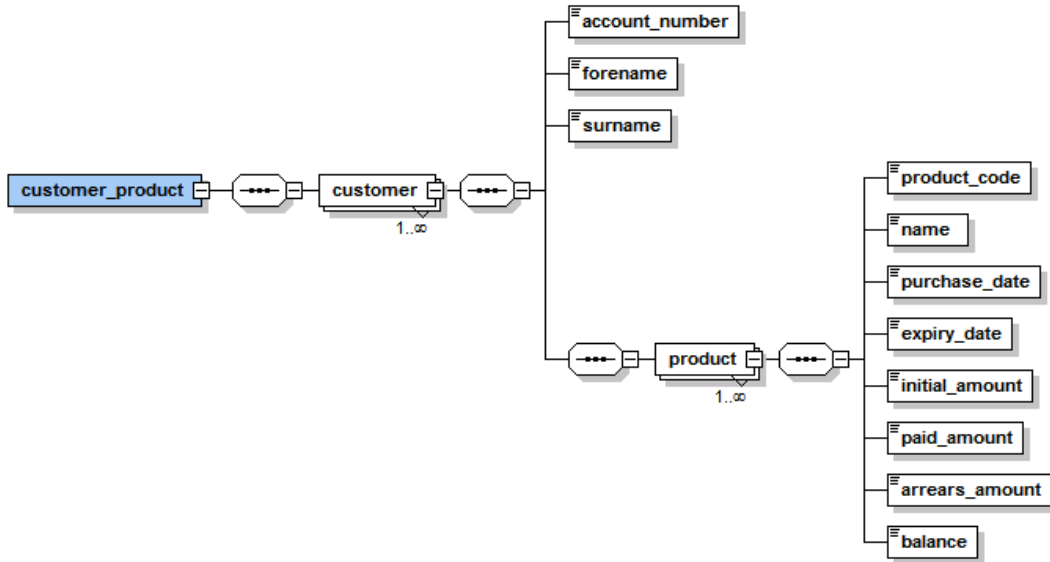 account_number
forename
surname
customer_product
customer
1..∞
product_code
name
purchase_date
expiry_date
product
1..∞
initial_amount
paid_amount
arrears_amount
balance